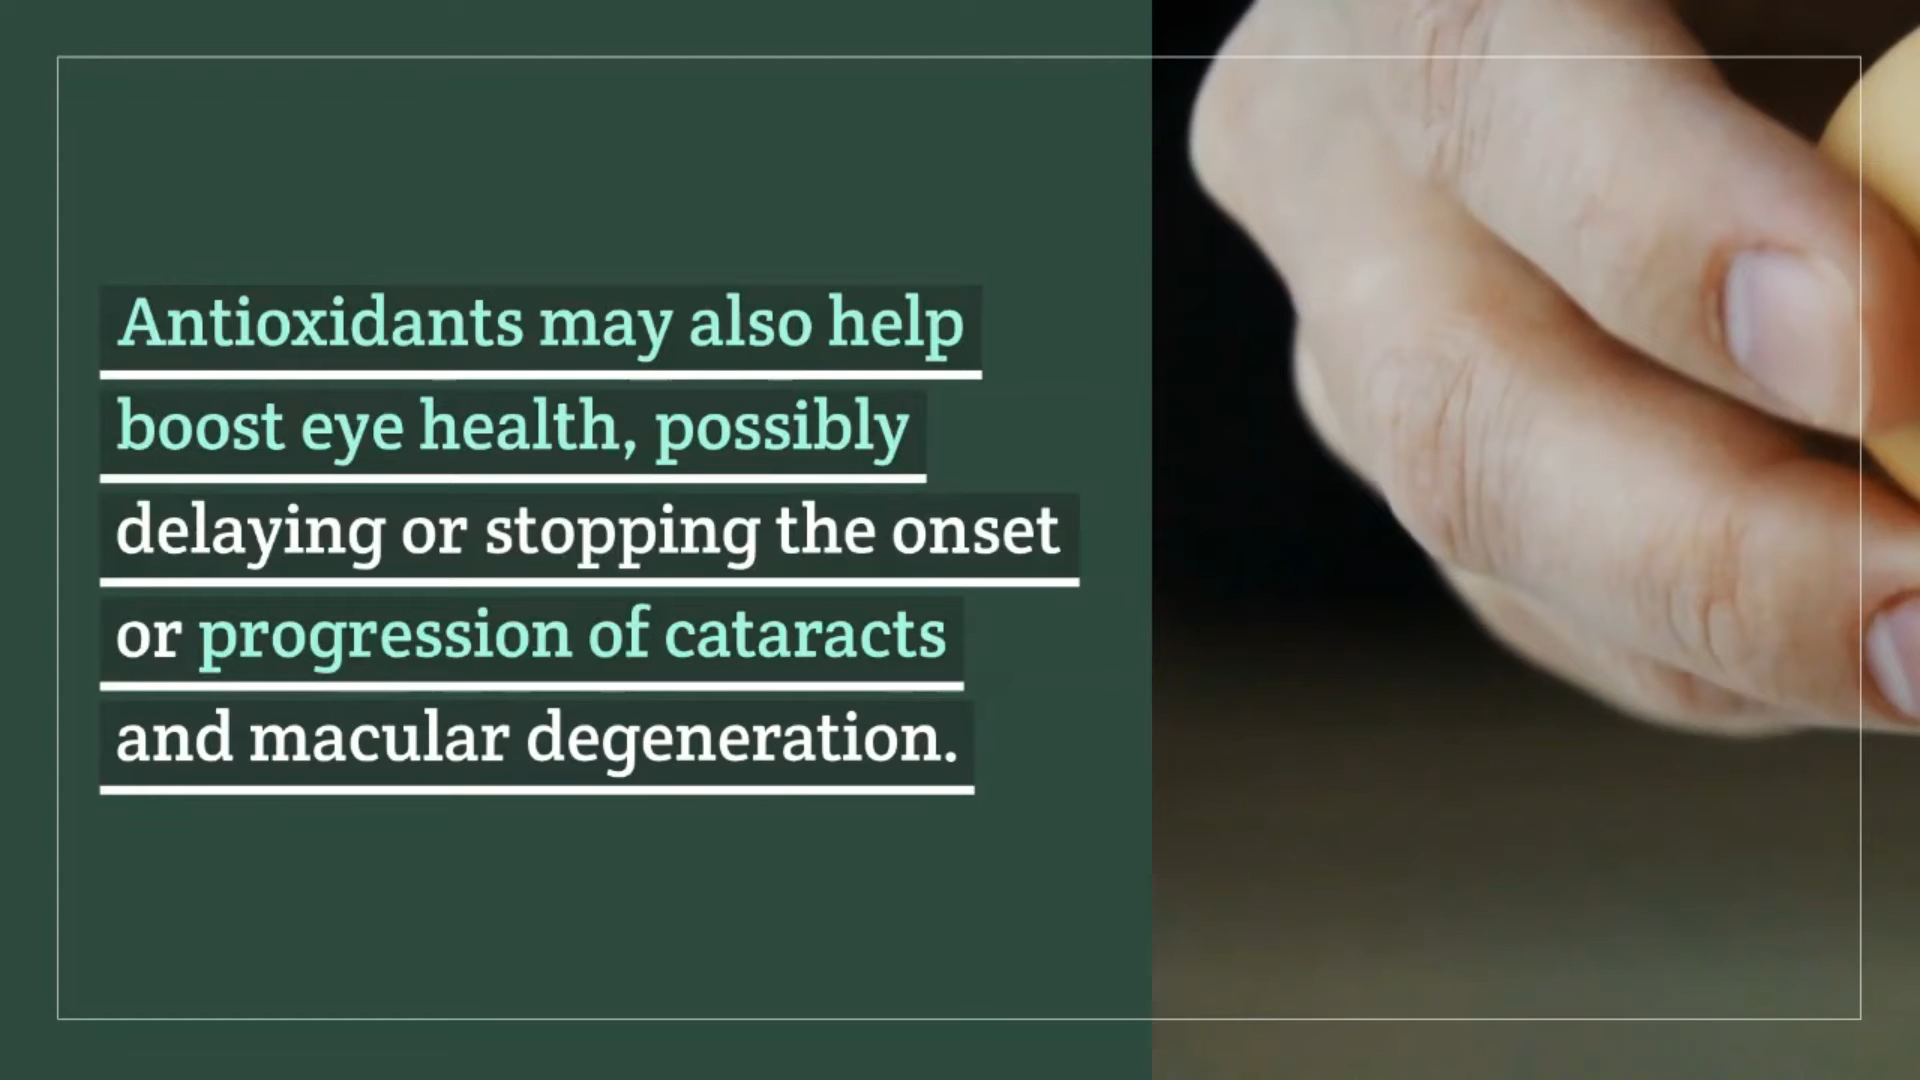 Antioxidants may also help
boost eye health, possibly
delaying or stopping the onset
or progression of cataracts
and macular degeneration.